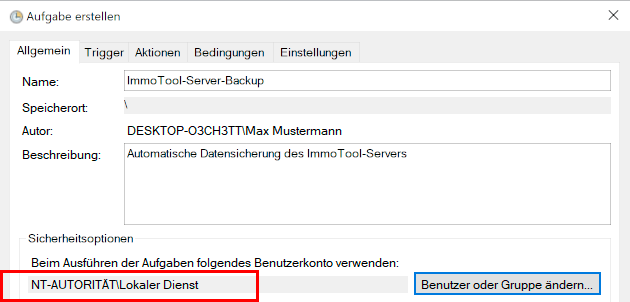 Aufgabe erstellen
Allgemein Trigger Aktionen Bedingungen Einstellungen
Name: ImmoTool-Server-Backup
Speicherort: \
Autor: DESKTOP-O3CH3TT\Max Mustermann
Beschreibung: Automatische Datensicherung des ImmoTool-Servers
Sicherheitsoptionen
Beim Ausführen der Aufgaben folgendes Benutzerkonto verwenden:
NT-AUTORITÄT\Lokaler Dienst Benutzer oder Gruppe ändern...